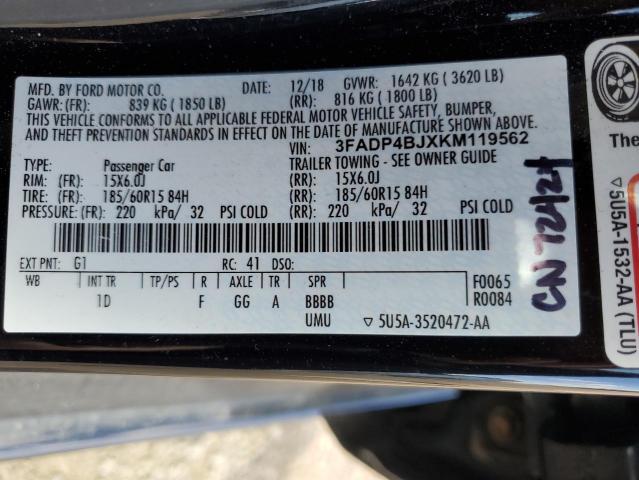 MFD. BY FORD MOTOR CO. DATE: 12/18 GVWR: 1642 KG ( 3620 LB)
GAWR: (FR): 839 KG ( 1850 LB) (RR): 816 KG ( 1800 LB)
THIS VEHICLE CONFORMS TO ALL APPLICABLE FEDERAL MOTOR VEHICLE SAFETY, BUMPER,
AND THEFT PREVENTION STANDARDS IN EFFECT ON THE DATE OF MANUFACTURE SHOWN ABOVE.
VIN: 3FADP4BJXKM119562
TYPE: Passenger Car TRAILER TOWING - SEE OWNER GUIDE
RIM: (FR): 15X6.0J (RR): 15X6.0J
TIRE: (FR): 185/60R15 84H (RR): 185/60R15 84H
PRESSURE: (FR): 220 kPa/ 32 PSI COLD (RR): 220 kPa/ 32 PSI COLD
EXT PNT: G1 RC: 41 DSO:
WB INT TR TP/PS R AXLE TR SPR F0065
1D F GG A BBBB R0084
UMU ▽ 5U5A-3520472-AA
CN 72424
The
▽5U5A-1532-AA (TLU)